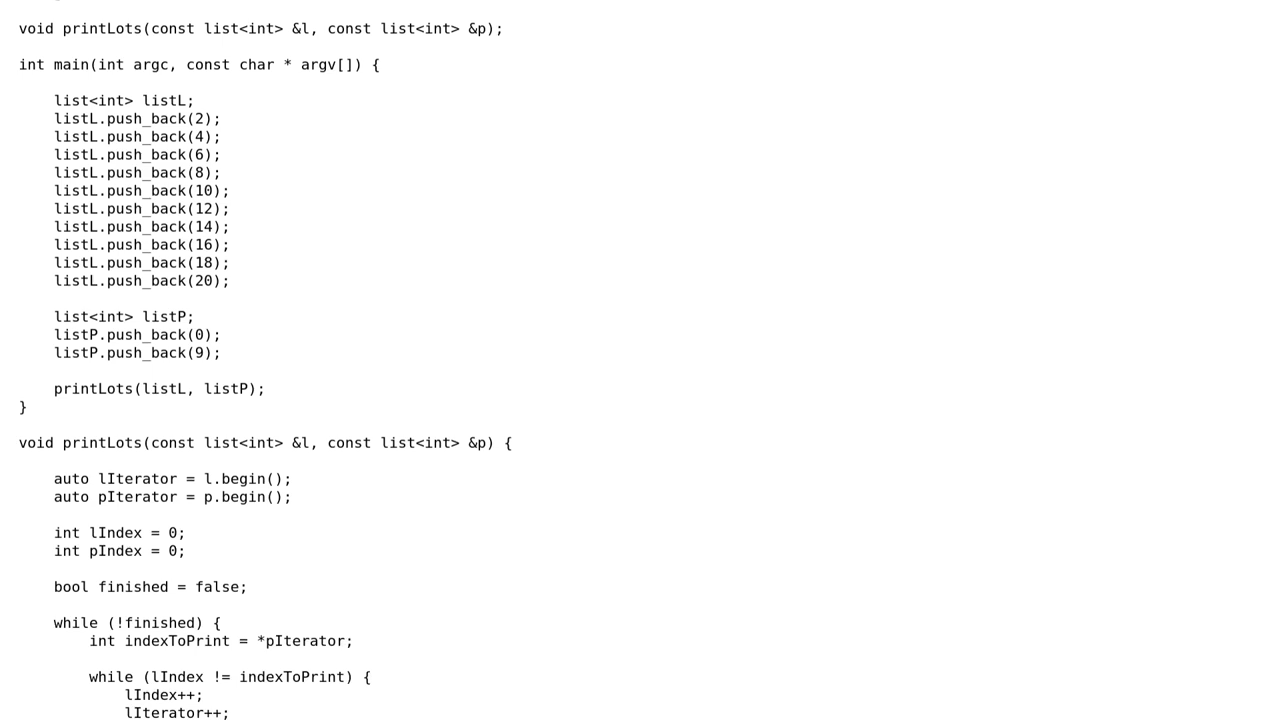 void printLots(const list<int> &l, const list<int> &p);
int main(int argc, const char * argv[]) {
    list<int> listL;
    listL.push_back(2);
    listL.push_back(4);
    listL.push_back(6);
    listL.push_back(8);
    listL.push_back(10);
    listL.push_back(12);
    listL.push_back(14);
    listL.push_back(16);
    listL.push_back(18);
    listL.push_back(20);
    list<int> listP;
    listP.push_back(0);
    listP.push_back(9);
    printLots(listL, listP);
}
void printLots(const list<int> &l, const list<int> &p) {
    auto lIterator = l.begin();
    auto pIterator = p.begin();
    int lIndex = 0;
    int pIndex = 0;
    bool finished = false;
    while (!finished) {
        int indexToPrint = *pIterator;
        while (lIndex != indexToPrint) {
            lIndex++;
            lIterator++;